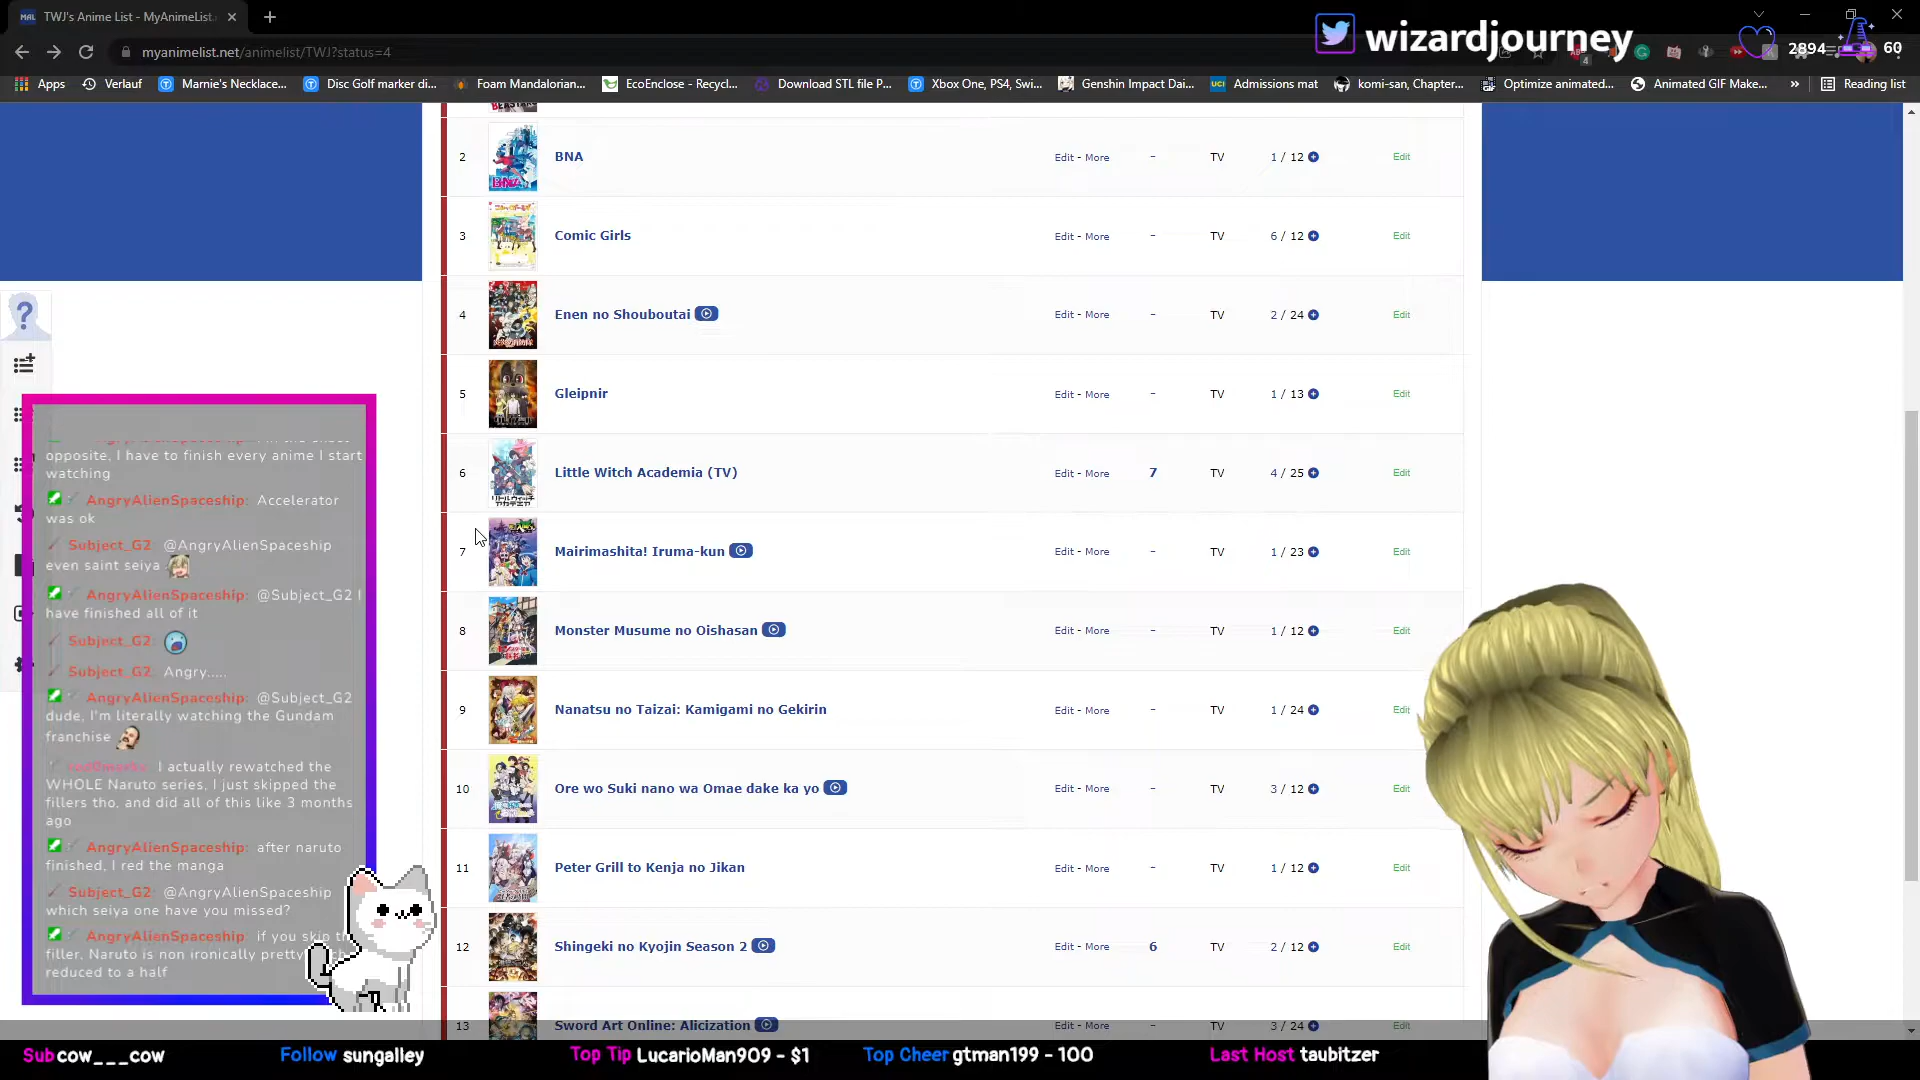 TWJ's Anime List - MyAnimeList.
myanimelist.net/animelist/TWJ?status=4
wizardjourney
2894
60
Apps
Verlauf
Marnie's Necklace...
Disc Golf marker di...
Foam Mandalorian...
EcoEnclose - Recycl...
Download STL file P...
Xbox One, PS4, Swi...
Genshin Impact Dai...
UCI
Admissions mat
komi-san, Chapter...
Optimize animated...
Animated GIF Make...
»
Reading list
2 BNA Edit - More - TV 1 / 12 Edit
3 Comic Girls Edit - More - TV 6 / 12 Edit
4 Enen no Shouboutai Edit - More - TV 2 / 24 Edit
5 Gleipnir Edit - More - TV 1 / 13 Edit
6 Little Witch Academia (TV) Edit - More 7 TV 4 / 25 Edit
7 Mairimashita! Iruma-kun Edit - More - TV 1 / 23 Edit
8 Monster Musume no Oishasan Edit - More - TV 1 / 12 Edit
9 Nanatsu no Taizai: Kamigami no Gekirin Edit - More - TV 1 / 24 Edit
10 Ore wo Suki nano wa Omae dake ka yo Edit - More - TV 3 / 12 Edit
11 Peter Grill to Kenja no Jikan Edit - More - TV 1 / 12
12 Shingeki no Kyojin Season 2 Edit - More 6 TV 2 / 12 Edit
13 Sword Art Online: Alicization Edit - More - TV 3 / 24 Edit
opposite, I have to finish every anime I start
watching
AngryAlienSpaceship: Accelerator
was ok
Subject_G2: @AngryAlienSpaceship
even saint seiya
AngryAlienSpaceship: @Subject_G2 I
have finished all of it
Subject_G2:
Subject_G2: Angry.....
AngryAlienSpaceship: @Subject_G2
dude, I'm literally watching the Gundam
franchise
I actually rewatched the
WHOLE Naruto series, I just skipped the
fillers tho, and did all of this like 3 months
ago
AngryAlienSpaceship: after naruto
finished, I red the manga
Subject_G2: @AngryAlienSpaceship
which seiya one have you missed?
AngryAlienSpaceship: if you skip
filler, Naruto is non ironically pretty
reduced to a half
Sub cow___cow
Follow sungalley
Top Tip LucarioMan909 - $1
Top Cheer gtman199 - 100
Last Host taubitzer